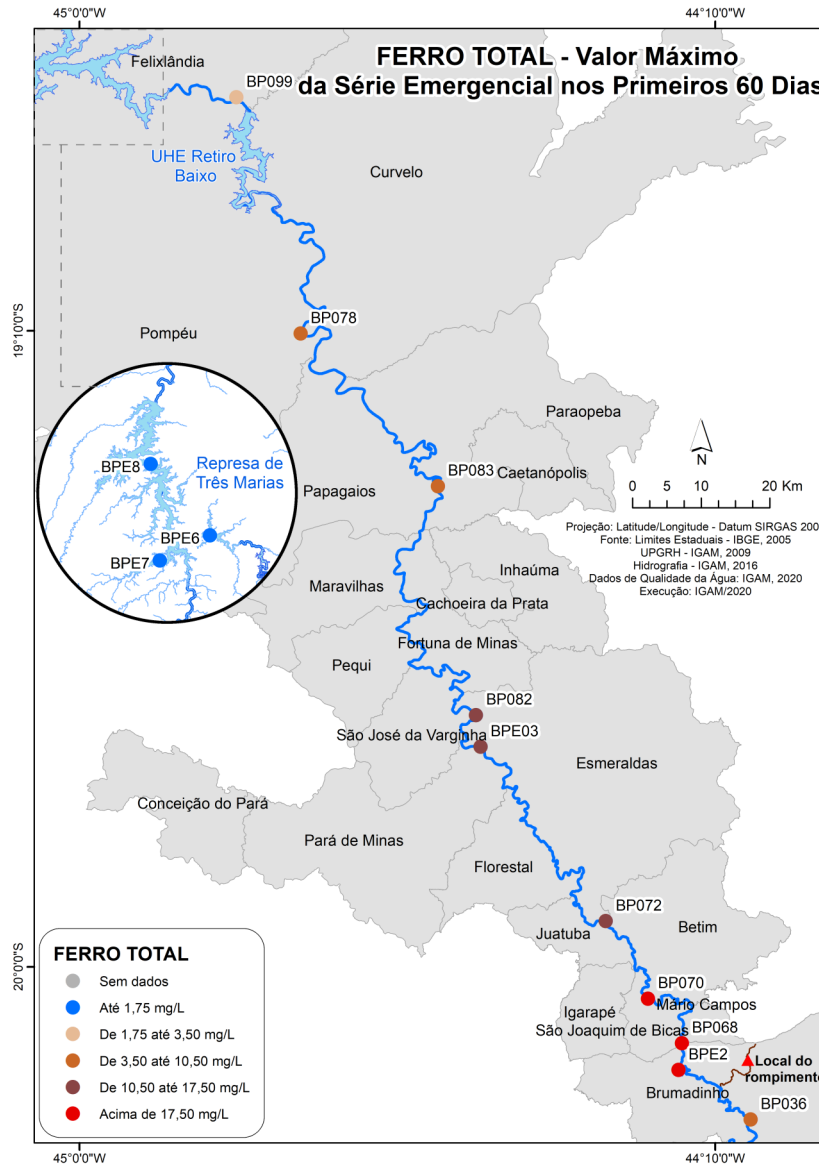 45°0'0"W
44°10'0"W
FERRO TOTAL - Valor Máximo
da Série Emergencial nos Primeiros 60 Dias
Felixlândia
BP099
UHE Retiro
Baixo
Curvelo
19°10'0"S
BP078
Pompéu
Paraopeba
BPE8
Represa de
Três Marias
BP083
Caetanópolis
N
Papagaios
0 5 10 20 Km
BPE6
BPE7
Projeção: Latitude/Longitude - Datum SIRGAS 200
Fonte: Limites Estaduais - IBGE, 2005
UPGRH - IGAM, 2009
Hidrografia - IGAM, 2016
Dados de Qualidade da Água: IGAM, 2020
Execução: IGAM/2020
Inhaúma
Maravilhas
Cachoeira da Prata
Fortuna de Minas
Pequi
BP082
São José da Varginha
BPE03
Esmeraldas
Conceição do Pará
Pará de Minas
Florestal
BP072
Juatuba
Betim
20°0'0"S
BP070
Mário Campos
Igarapé
São Joaquim de Bicas
BP068
BPE2
Local do
rompimento
Brumadinho
BP036
FERRO TOTAL
Sem dados
Até 1,75 mg/L
De 1,75 até 3,50 mg/L
De 3,50 até 10,50 mg/L
De 10,50 até 17,50 mg/L
Acima de 17,50 mg/L
45°0'0"W
44°10'0"W